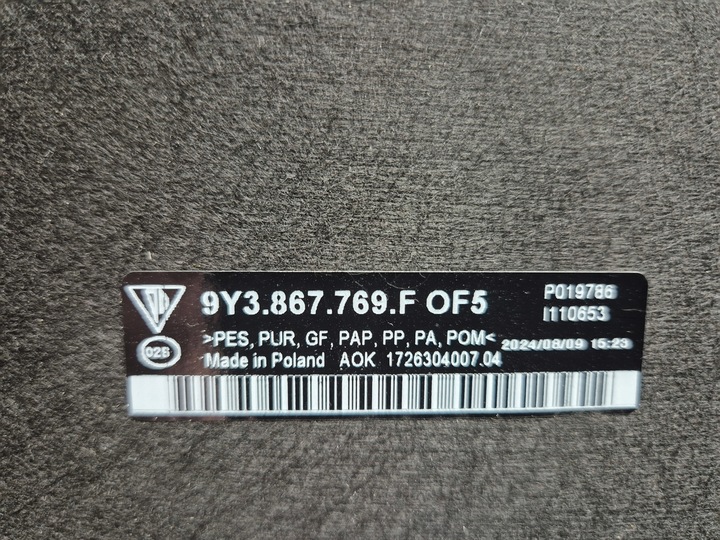 9Y3.867.769.F OF5
P019786
I110653
>PES, PUR, GF, PAP, PP, PA, POM<
2024/08/09 15:23
Made in Poland AOK 1726304007.04